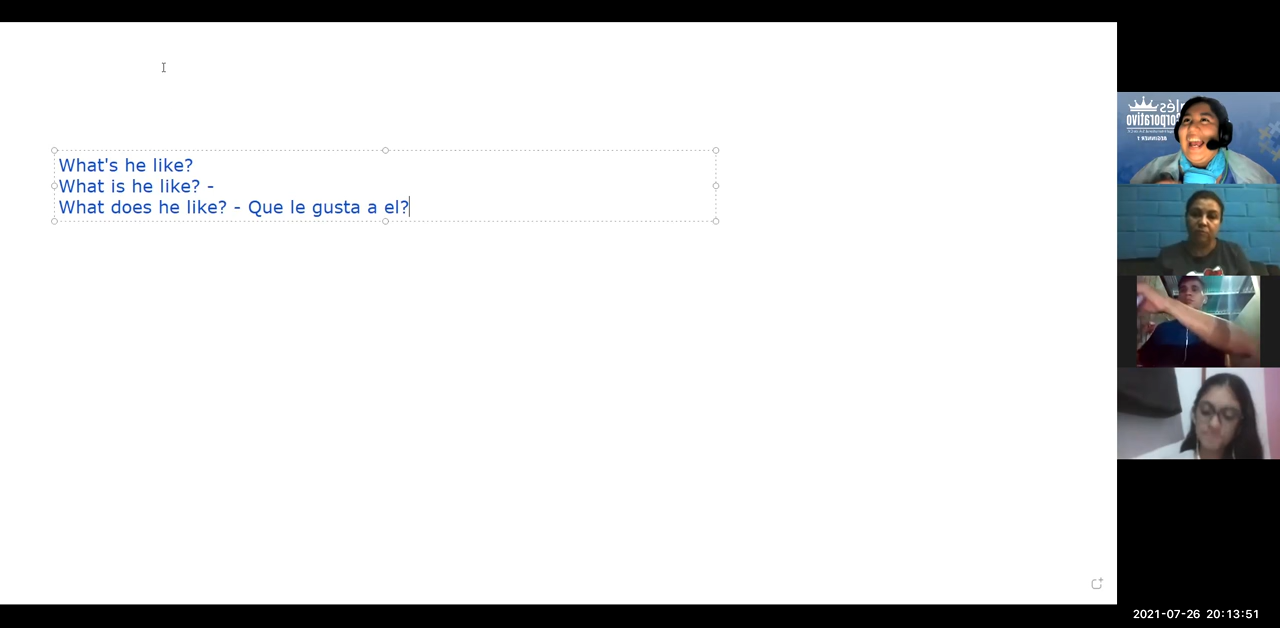 What's he like?
What is he like? -
What does he like? - Que le gusta a el?
2021-07-26 20:13:51